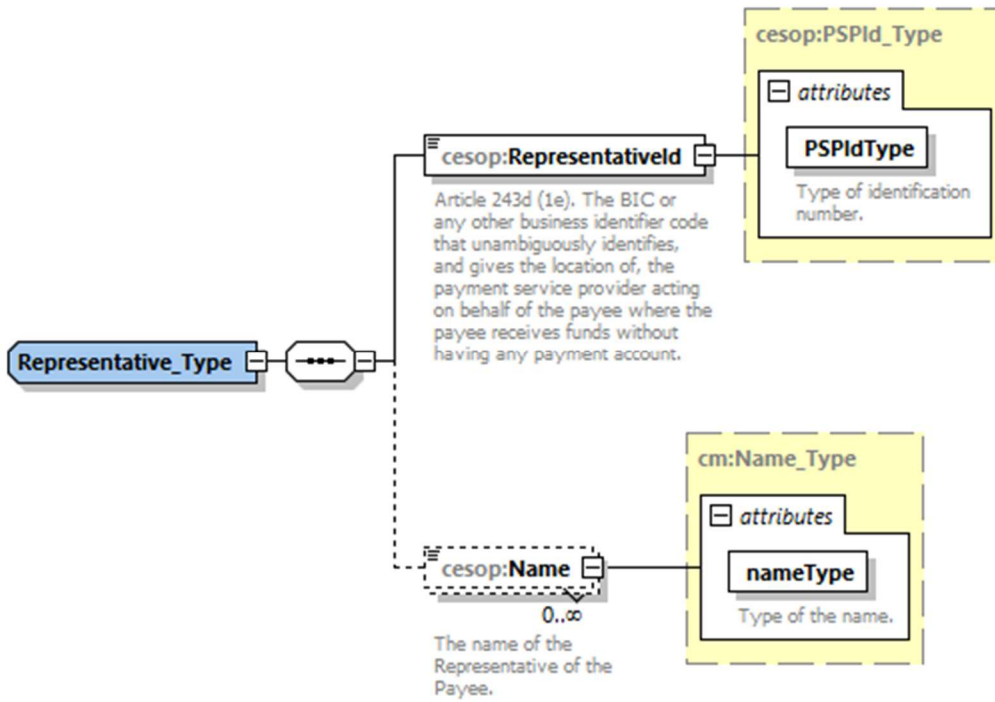 cesop:PSPId_Type
attributes
PSPIdType
Type of identification
number.
cesop:RepresentativeId
Article 243d (1e). The BIC or
any other business identifier code
that unambiguously identifies,
and gives the location of, the
payment service provider acting
on behalf of the payee where the
payee receives funds without
having any payment account.
Representative_Type
cm:Name_Type
attributes
nameType
Type of the name.
cesop:Name
0..∞
The name of the
Representative of the
Payee.